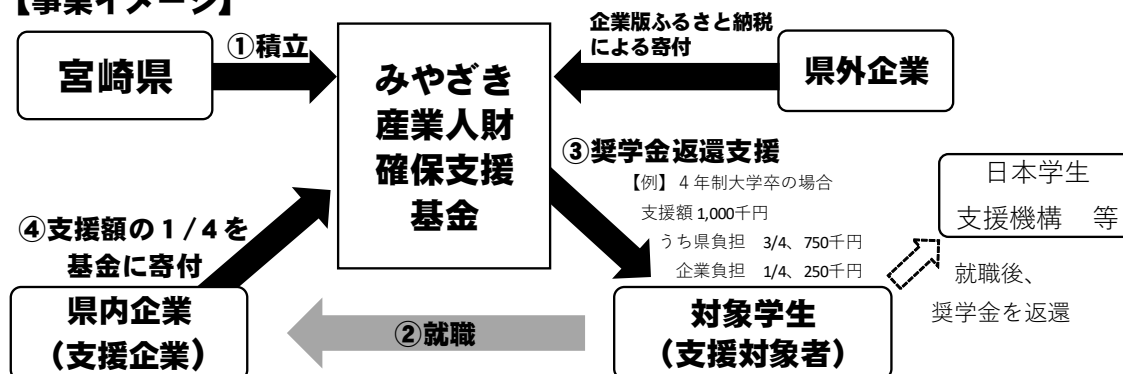 【事業イメージ】
宮崎県
①積立
みやざき
産業人財
確保支援
基金
企業版ふるさと納税
による寄付
県外企業
③奨学金返還支援
【例】４年制大学卒の場合
支援額 1,000千円
うち県負担　3/4、750千円
企業負担　1/4、250千円
日本学生
支援機構　等
就職後、
奨学金を返還
④支援額の１/４を
基金に寄付
県内企業
（支援企業）
②就職
対象学生
（支援対象者）